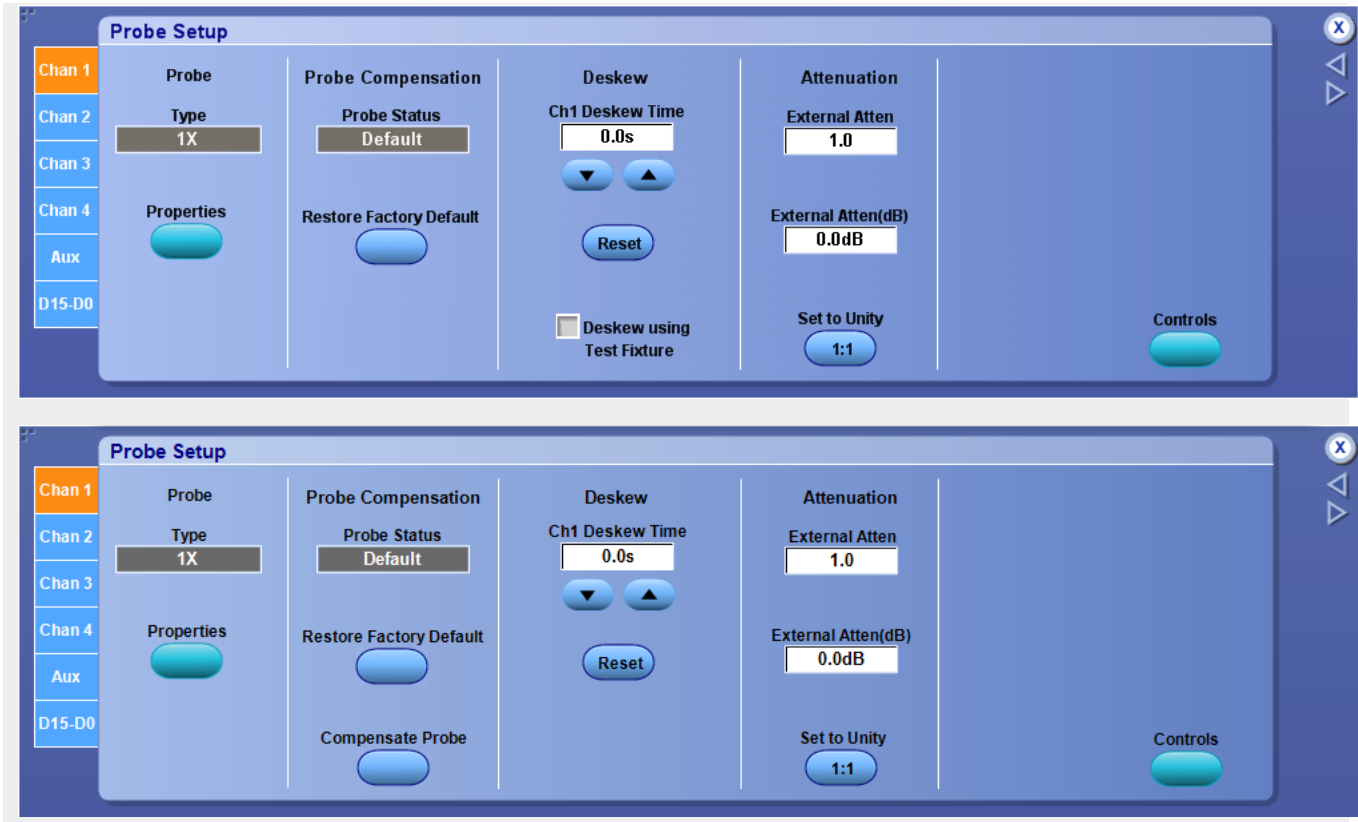 Probe Setup
X
Chan 1
Chan 2
Chan 3
Chan 4
Aux
D15-D0
Probe
Type
1X
Properties
Probe Compensation
Probe Status
Default
Restore Factory Default
Deskew
Ch1 Deskew Time
0.0s
Reset
Deskew using
Test Fixture
Attenuation
External Atten
1.0
External Atten(dB)
0.0dB
Set to Unity
1:1
Controls
Probe Setup
X
Chan 1
Chan 2
Chan 3
Chan 4
Aux
D15-D0
Probe
Type
1X
Properties
Probe Compensation
Probe Status
Default
Restore Factory Default
Compensate Probe
Deskew
Ch1 Deskew Time
0.0s
Reset
Attenuation
External Atten
1.0
External Atten(dB)
0.0dB
Set to Unity
1:1
Controls